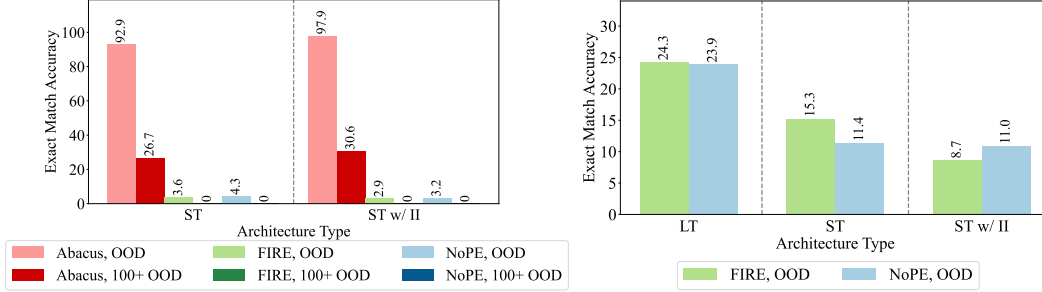 Exact Match Accuracy
100
80
60
40
20
0
92.9
26.7
3.6
0
4.3
0
97.9
30.6
2.9
0
3.2
0
ST
ST w/ II
Architecture Type
Abacus, OOD
FIRE, OOD
NoPE, OOD
Abacus, 100+ OOD
FIRE, 100+ OOD
NoPE, 100+ OOD
Exact Match Accuracy
30
25
20
15
10
5
0
24.3
23.9
15.3
11.4
8.7
11.0
LT
ST
ST w/ II
Architecture Type
FIRE, OOD
NoPE, OOD